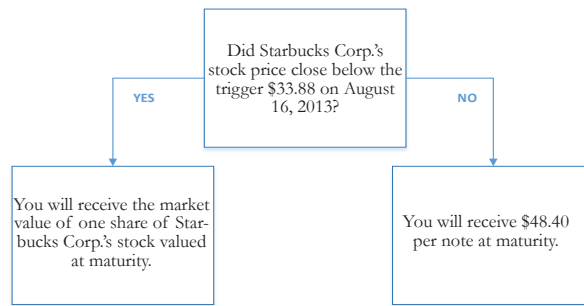 Did Starbucks Corp.'s
stock price close below the
trigger $33.88 on August
16, 2013?
YES
NO
You will receive the market
value of one share of Star-
bucks Corp.'s stock valued
at maturity.
You will receive $48.40
per note at maturity.